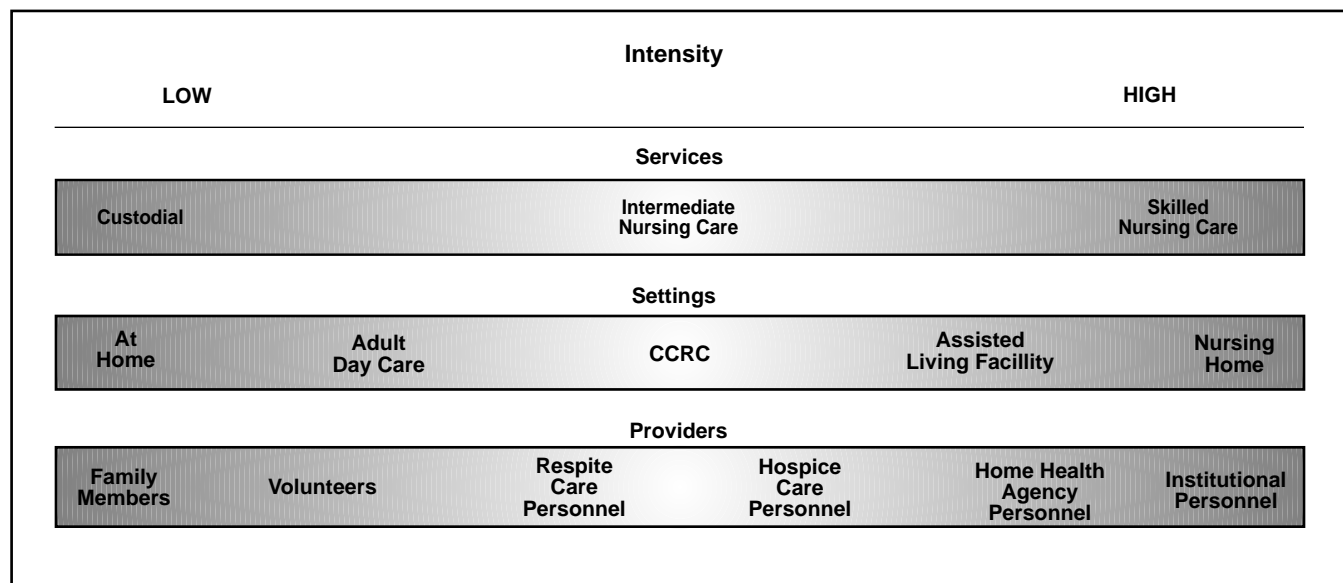 Intensity
LOW HIGH
Services
Custodial Intermediate Nursing Care Skilled Nursing Care
Settings
At Home Adult Day Care CCRC Assisted Living Facillity Nursing Home
Providers
Family Members Volunteers Respite Care Personnel Hospice Care Personnel Home Health Agency Personnel Institutional Personnel